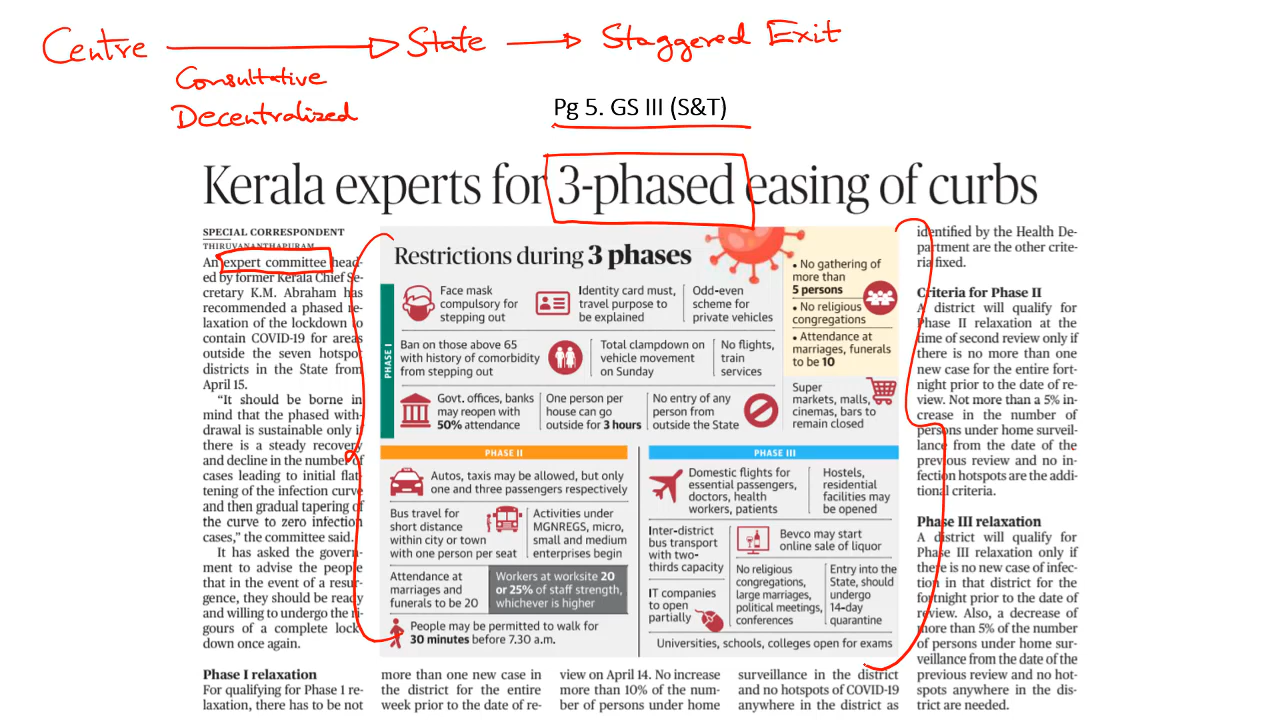 Centre → State → Staggered Exit
Consultative
Decentralized
Pg 5. GS III (S&T)
Kerala experts for 3-phased easing of curbs
SPECIAL CORRESPONDENT
THIRUVANANTHAPURAM
An expert committee head-
ed by former Kerala Chief Se-
cretary K.M. Abraham has
recommended a phased re-
laxation of the lockdown to
contain COVID-19 for areas
outside the seven hotspot
districts in the State from
April 15.
“It should be borne in
mind that the phased with-
drawal is sustainable only if
there is a steady recovery
and decline in the number of
cases leading to initial flat-
tening of the infection curve
and then gradual tapering of
the curve to zero infection
cases,” the committee said.
It has asked the govern-
ment to advise the people
that in the event of a resur-
gence, they should be ready
and willing to undergo the ri-
gours of a complete lock-
down once again.
Phase I relaxation
For qualifying for Phase I re-
laxation, there has to be not
Restrictions during 3 phases
PHASE I
Face mask
compulsory for
stepping out
Identity card must,
travel purpose to
be explained
Odd-even
scheme for
private vehicles
Ban on those above 65
with history of comorbidity
from stepping out
Total clampdown on
vehicle movement
on Sunday
No flights,
train
services
Govt. offices, banks
may reopen with
50% attendance
One person per
house can go
outside for 3 hours
No entry of any
person from
outside the State
• No gathering of
more than
5 persons
• No religious
congregations
• Attendance at
marriages, funerals
to be 10
Super
markets, malls,
cinemas, bars to
remain closed
PHASE II
Autos, taxis may be allowed, but only
one and three passengers respectively
Bus travel for
short distance
within city or town
with one person per seat
Activities under
MGNREGS, micro,
small and medium
enterprises begin
Attendance at
marriages and
funerals to be 20
Workers at worksite 20
or 25% of staff strength,
whichever is higher
People may be permitted to walk for
30 minutes before 7.30 a.m.
PHASE III
Domestic flights for
essential passengers,
doctors, health
workers, patients
Hostels,
residential
facilities may
be opened
Inter-district
bus transport
with two-
thirds capacity
Bevco may start
online sale of liquor
IT companies
to open
partially
No religious
congregations,
large marriages,
political meetings,
conferences
Entry into the
State, should
undergo
14-day
quarantine
Universities, schools, colleges open for exams
more than one new case in
the district for the entire
week prior to the date of re-
view on April 14. No increase
more than 10% of the num-
ber of persons under home
surveillance in the district
and no hotspots of COVID-19
anywhere in the district as
identified by the Health De-
partment are the other crite-
ria fixed.
Criteria for Phase II
A district will qualify for
Phase II relaxation at the
time of second review only if
there is no more than one
new case for the entire fort-
night prior to the date of re-
view. Not more than a 5% in-
crease in the number of
persons under home surveil-
lance from the date of the
previous review and no in-
fection hotspots are the addi-
tional criteria.
Phase III relaxation
A district will qualify for
Phase III relaxation only if
there is no new case of infec-
tion in that district for the
fortnight prior to the date of
review. Also, a decrease of
more than 5% of the number
of persons under home sur-
veillance from the date of the
previous review and no hot-
spots anywhere in the dis-
trict are needed.